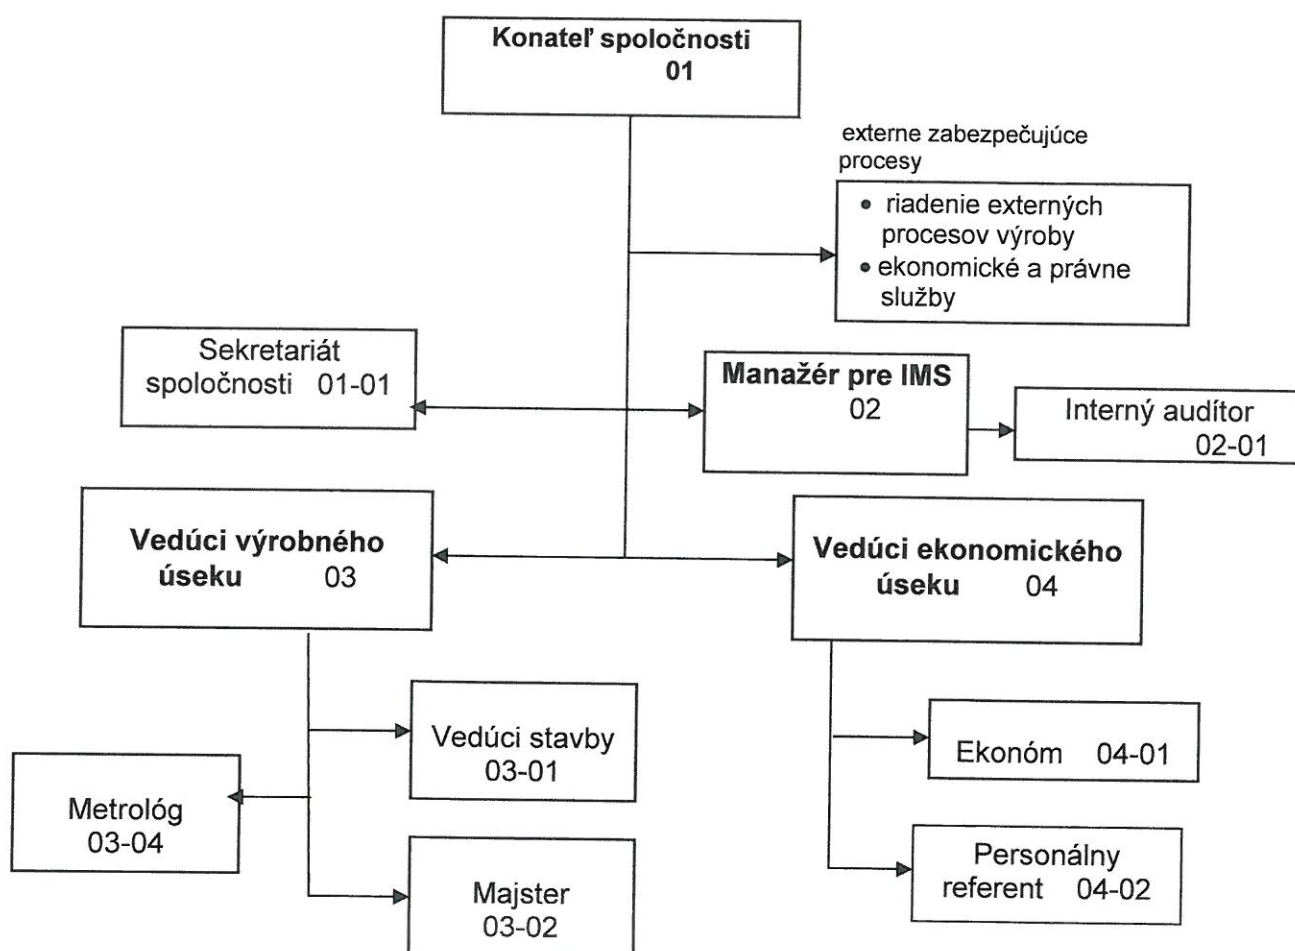 Konateľ spoločnosti
01
externe zabezpečujúce
procesy
• riadenie externých
procesov výroby
• ekonomické a právne
služby
Sekretariát
spoločnosti 01-01
Manažér pre IMS
02
Interný audítor
02-01
Vedúci výrobného
úseku 03
Vedúci ekonomického
úseku 04
Vedúci stavby
03-01
Ekonóm 04-01
Metrológ
03-04
Personálny
referent 04-02
Majster
03-02